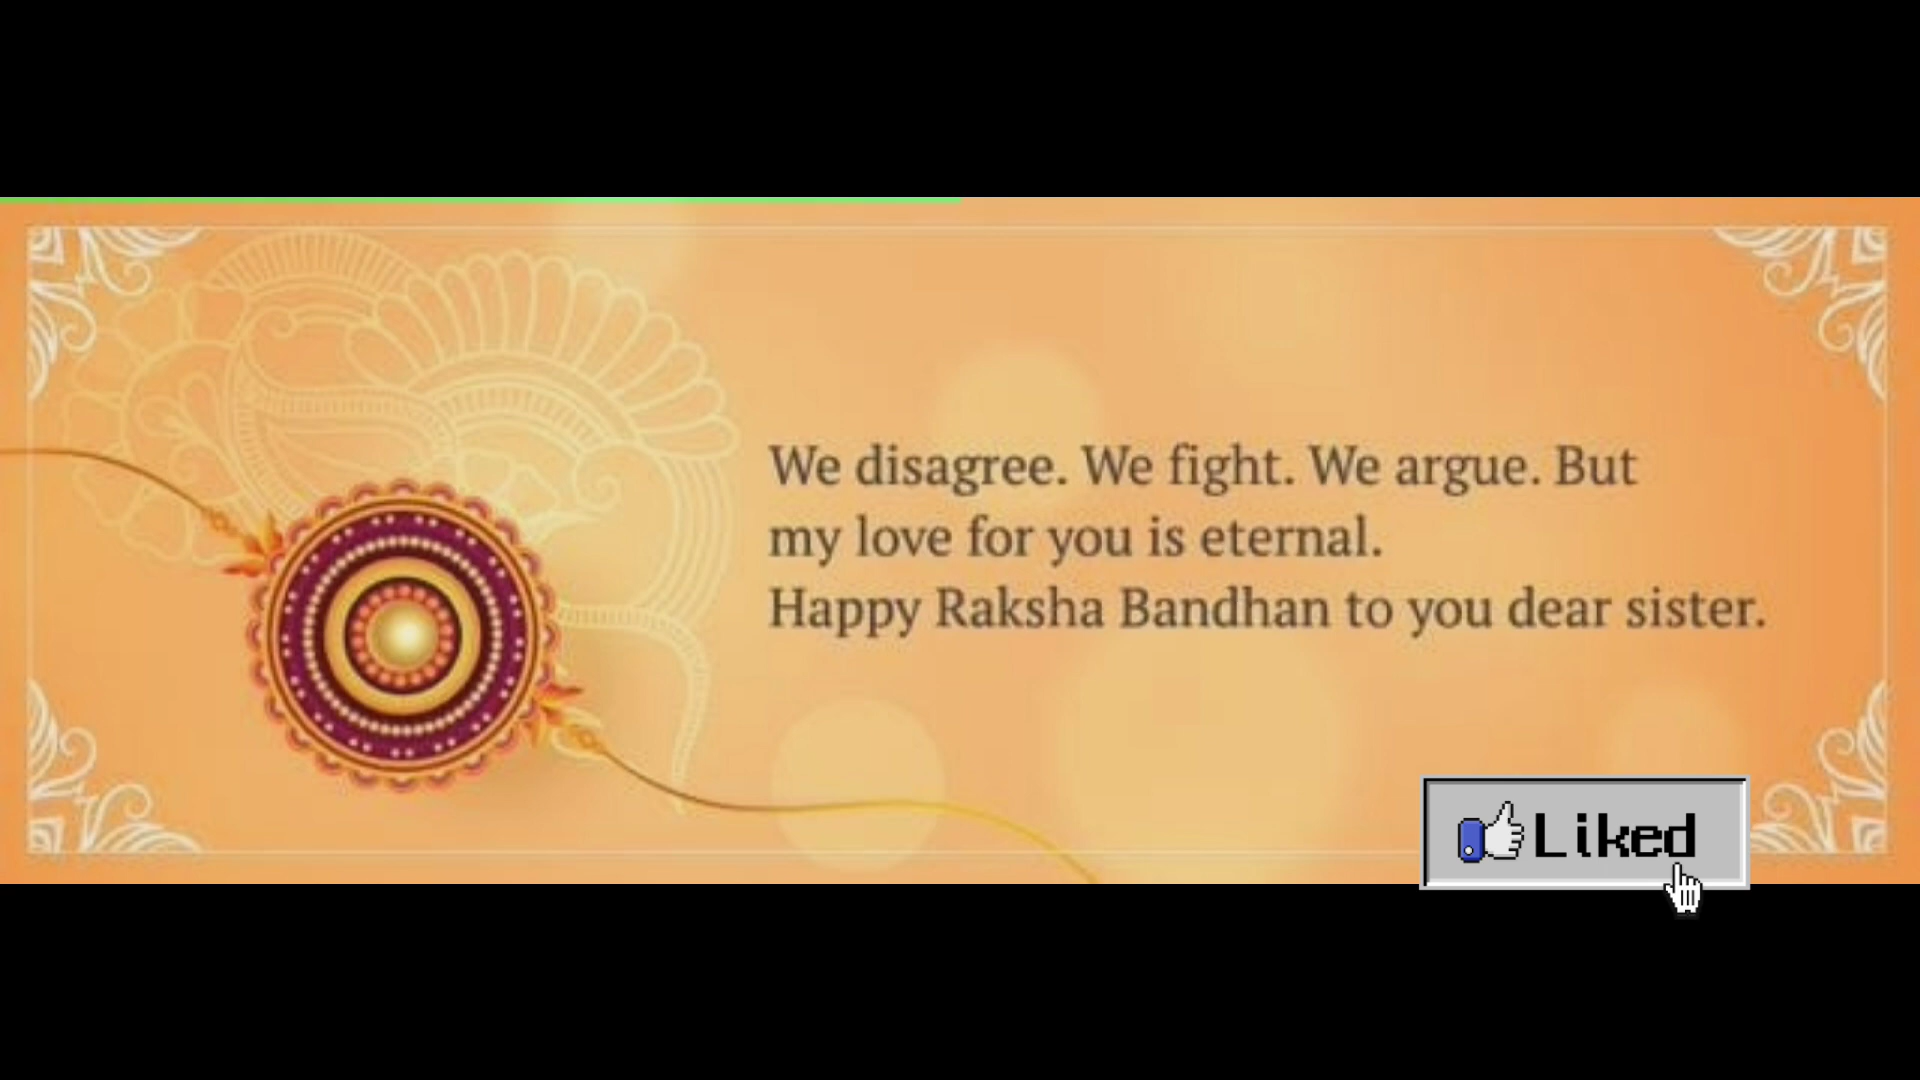 We disagree. We fight. We argue. But
my love for you is eternal.
Happy Raksha Bandhan to you dear sister.
Liked